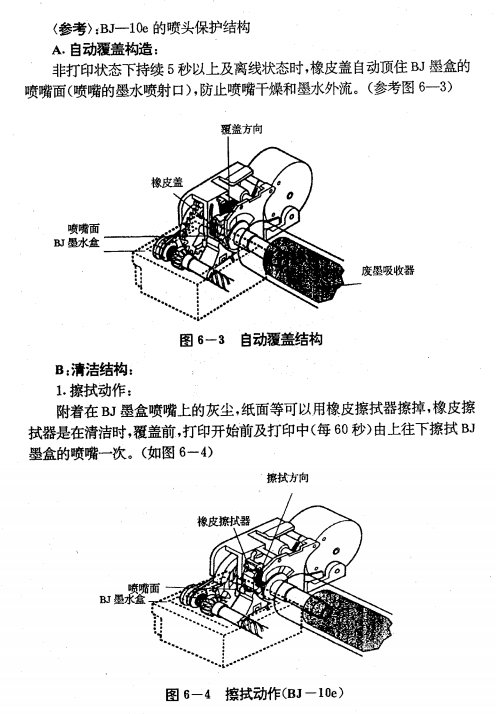 〈参考〉:BJ—10e 的喷头保护结构
A. 自动覆盖构造:
非打印状态下持续 5 秒以上及离线状态时,橡皮盖自动顶住 BJ 墨盒的
喷嘴面(喷嘴的墨水喷射口),防止喷嘴干燥和墨水外流。(参考图 6—3)
覆盖方向
橡皮盖
喷嘴面
BJ 墨水盒
废墨吸收器
图 6-3 自动覆盖结构
B:清洁结构:
1. 擦拭动作:
附着在 BJ 墨盒喷嘴上的灰尘,纸面等可以用橡皮擦拭器擦掉,橡皮擦
拭器是在清洁时,覆盖前,打印开始前及打印中(每 60 秒)由上往下擦拭 BJ
墨盒的喷嘴一次。(如图 6-4)
擦拭方向
橡皮擦拭器
喷嘴面
BJ 墨水盒
图 6-4 擦拭动作(BJ-10e)